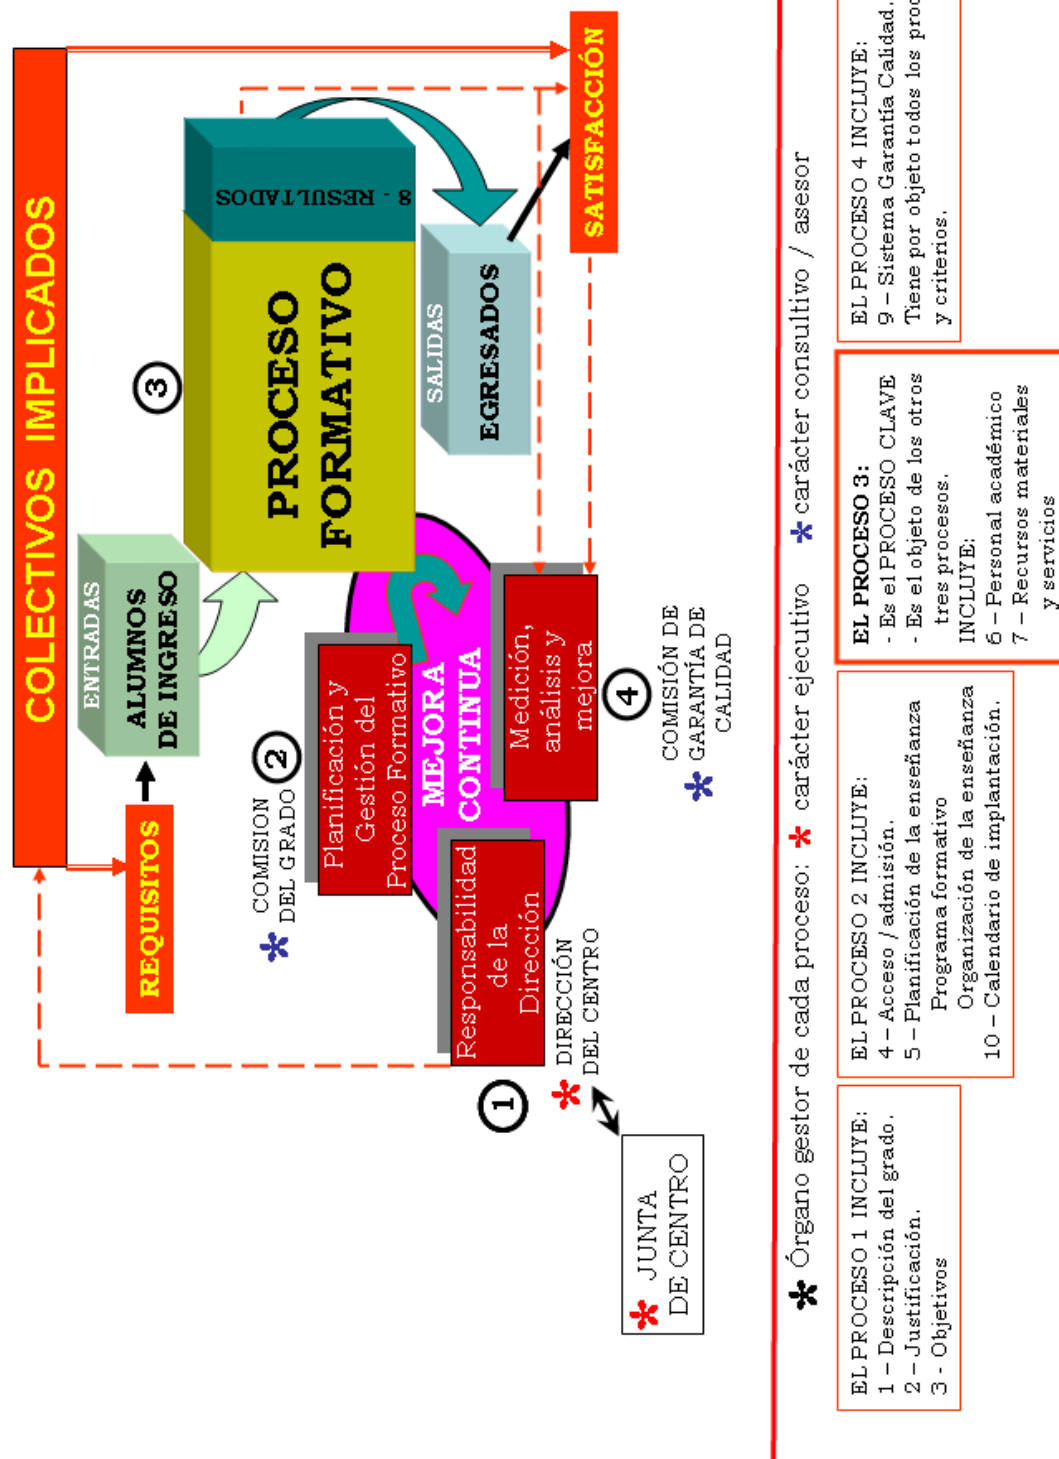 COLECTIVOS IMPLICADOS
ENTRADAS
ALUMNOS
DE INGRESO
REQUISITOS
3
PROCESO
FORMATIVO
8 - RESULTADOS
SALIDAS
EGRESADOS
SATISFACCIÓN
COMISION
DEL GRADO
2
Planificación y
Gestión del
Proceso Formativo
MEJORA
CONTINUA
Responsabilidad
de la
Dirección
1
DIRECCIÓN
DEL CENTRO
Medición,
análisis y
mejora
4
COMISIÓN DE
GARANTÍA DE
CALIDAD
JUNTA
DE CENTRO
Órgano gestor de cada proceso: * carácter ejecutivo * carácter consultivo / asesor
EL PROCESO 1 INCLUYE:
1 – Descripción del grado.
2 – Justificación.
3 - Objetivos
EL PROCESO 2 INCLUYE:
4 – Acceso / admisión.
5 – Planificación de la enseñanza
Programa formativo
Organización de la enseñanza
10 – Calendario de implantación.
EL PROCESO 3:
- Es el PROCESO CLAVE
- Es el objeto de los otros
tres procesos.
INCLUYE:
6 – Personal académico
7 – Recursos materiales
y servicios
EL PROCESO 4 INCLUYE:
9 – Sistema Garantía Calidad.
Tiene por objeto todos los proc
y criterios.